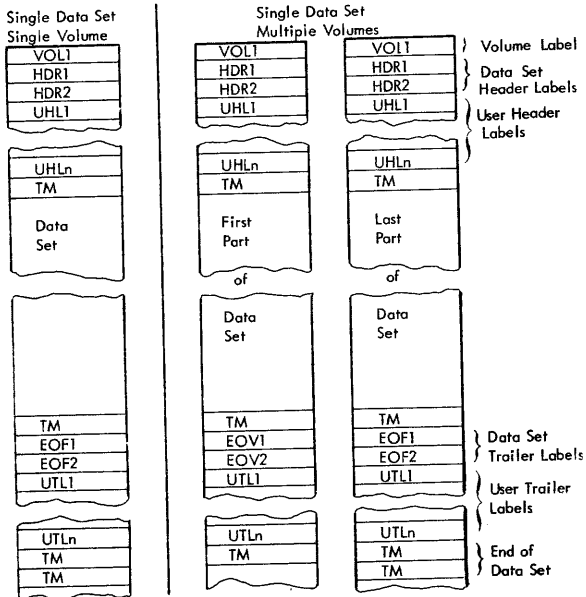 Single Data Set
Single Volume
VOL1
HDR1
HDR2
UHL1
UHLn
TM
Data
Set
TM
EOF1
EOF2
UTL1
UTLn
TM
TM
Single Data Set
Multiple Volumes
VOL1
HDR1
HDR2
UHL1
UHLn
TM
First
Part
of
Data
Set
TM
EOV1
EOV2
UTL1
UTLn
TM
VOL1
HDR1
HDR2
UHL1
UHLn
TM
Last
Part
of
Data
Set
TM
EOF1
EOF2
UTL1
UTLn
TM
TM
Volume Label
Data Set
Header Labels
User Header
Labels
Data Set
Trailer Labels
User Trailer
Labels
End of
Data Set